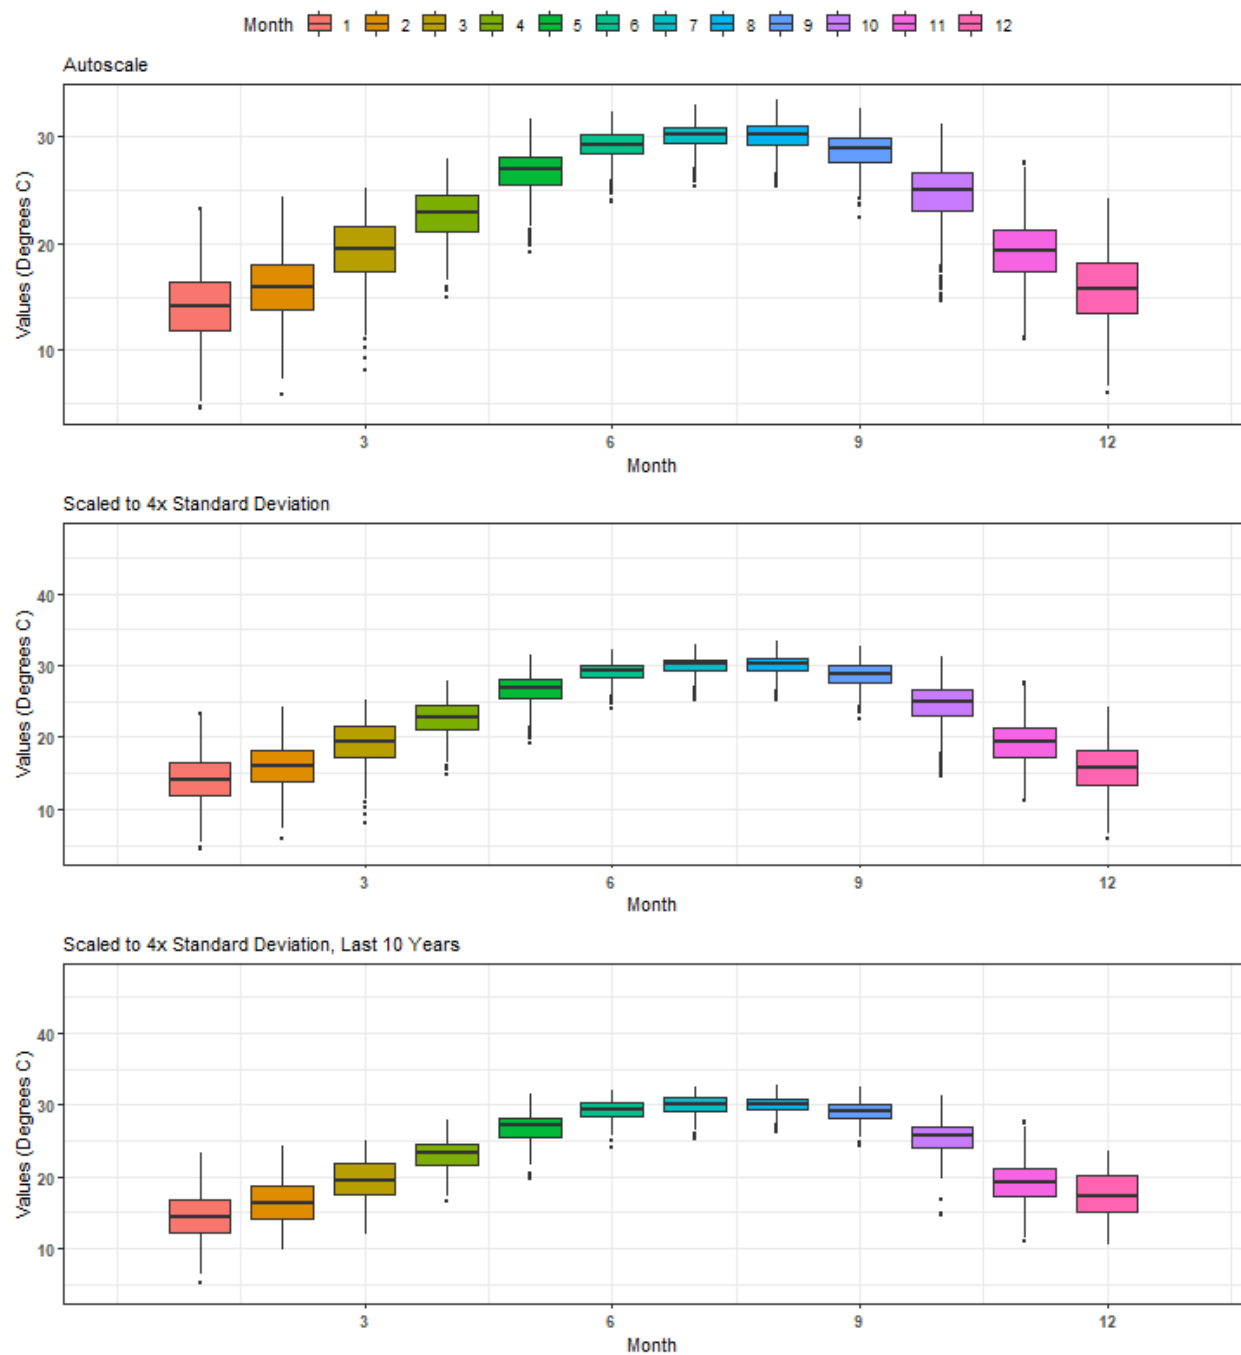 Month 1 2 3 4 5 6 7 8 9 10 11 12
Autoscale
Values (Degrees C)
30
20
10
3 6 9 12
Month
Scaled to 4x Standard Deviation
Values (Degrees C)
40
30
20
10
3 6 9 12
Month
Scaled to 4x Standard Deviation, Last 10 Years
Values (Degrees C)
40
30
20
10
3 6 9 12
Month